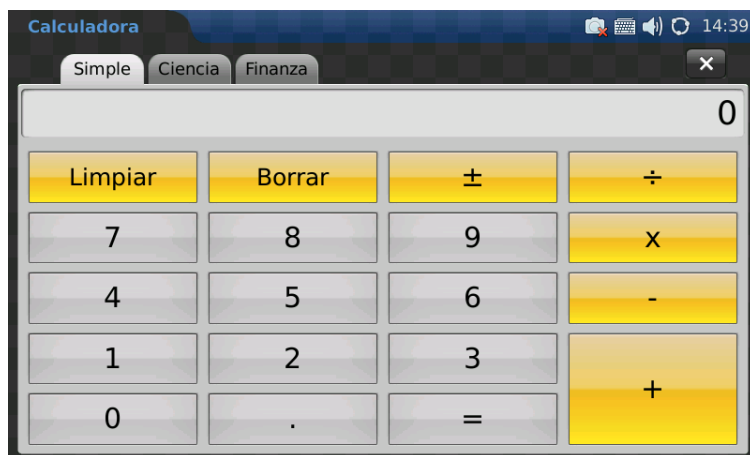 Calculadora 14:39
Simple Ciencia Finanza
0
Limpiar Borrar ± ÷
7 8 9 x
4 5 6 -
1 2 3 +
0 . =